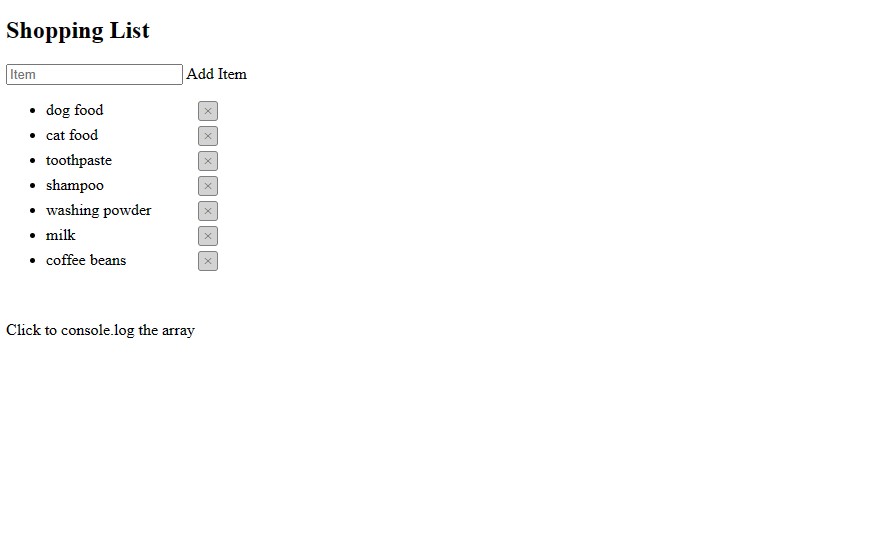 Shopping List
Item Add Item
• dog food ×
• cat food ×
• toothpaste ×
• shampoo ×
• washing powder ×
• milk ×
• coffee beans ×
Click to console.log the array